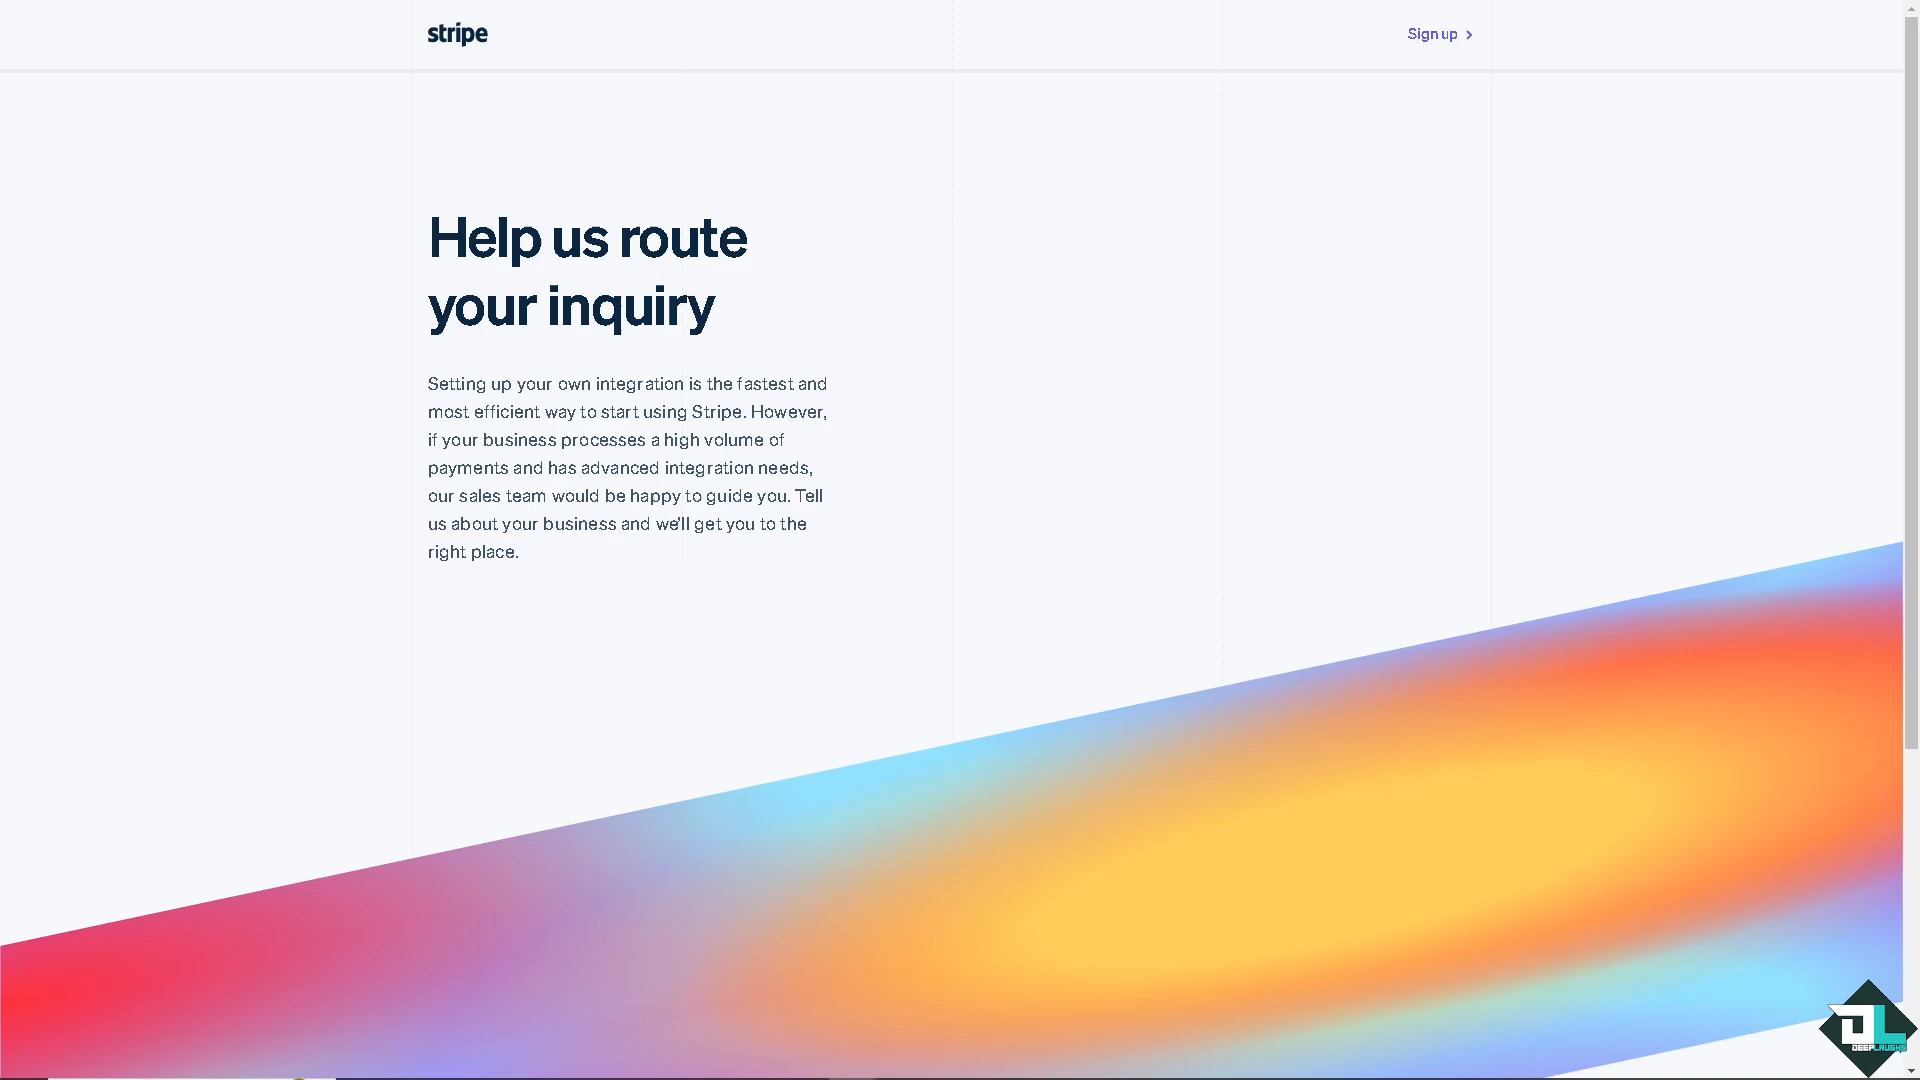 stripe
Sign up
Help us route
your inquiry
Setting up your own integration is the fastest and
most efficient way to start using Stripe. However,
if your business processes a high volume of
payments and has advanced integration needs,
our sales team would be happy to guide you. Tell
us about your business and we'll get you to the
right place.
DEEPLAUGHS